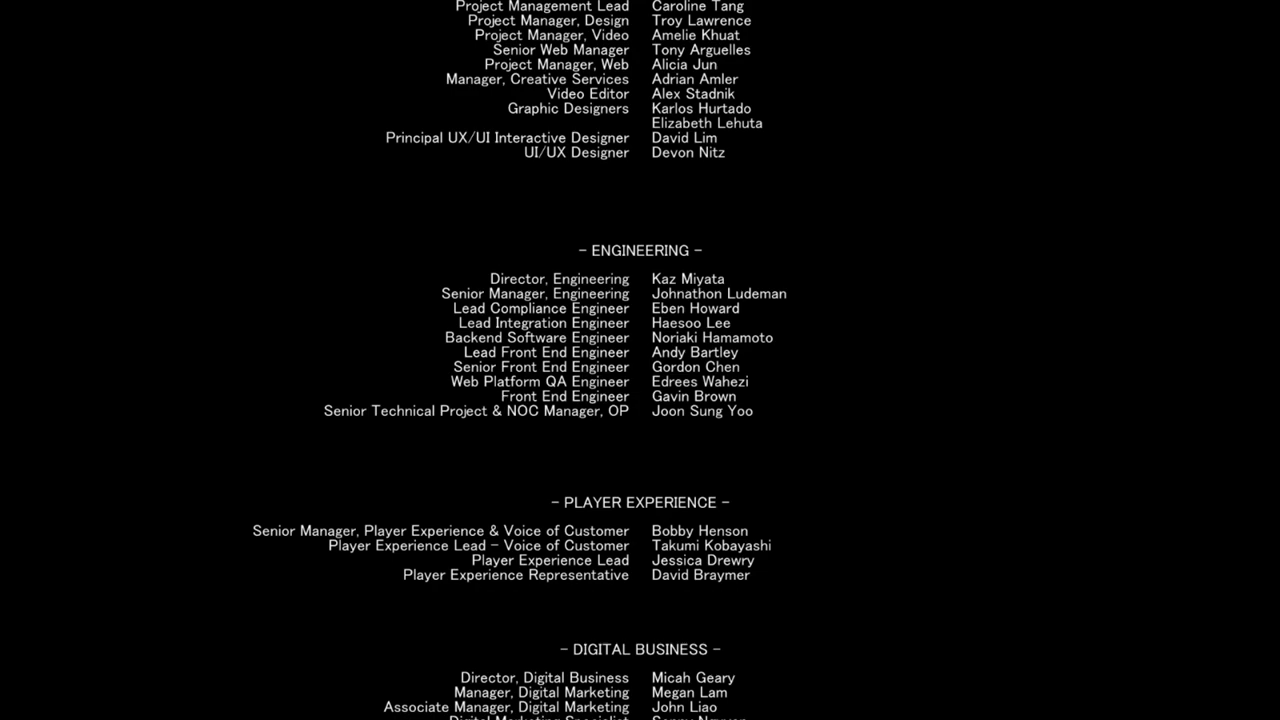 Project Management Lead Caroline Tang
Project Manager, Design Troy Lawrence
Project Manager, Video Amelie Khuat
Senior Web Manager Tony Arguelles
Project Manager, Web Alicia Jun
Manager, Creative Services Adrian Amler
Video Editor Alex Stadnik
Graphic Designers Karlos Hurtado
Elizabeth Lehuta
Principal UX/UI Interactive Designer David Lim
UI/UX Designer Devon Nitz
- ENGINEERING -
Director, Engineering Kaz Miyata
Senior Manager, Engineering Johnathon Ludeman
Lead Compliance Engineer Eben Howard
Lead Integration Engineer Haesoo Lee
Backend Software Engineer Noriaki Hamamoto
Lead Front End Engineer Andy Bartley
Senior Front End Engineer Gordon Chen
Web Platform QA Engineer Edrees Wahezi
Front End Engineer Gavin Brown
Senior Technical Project & NOC Manager, OP Joon Sung Yoo
- PLAYER EXPERIENCE -
Senior Manager, Player Experience & Voice of Customer Bobby Henson
Player Experience Lead - Voice of Customer Takumi Kobayashi
Player Experience Lead Jessica Drewry
Player Experience Representative David Braymer
- DIGITAL BUSINESS -
Director, Digital Business Micah Geary
Manager, Digital Marketing Megan Lam
Associate Manager, Digital Marketing John Liao
Digital Marketing Specialist